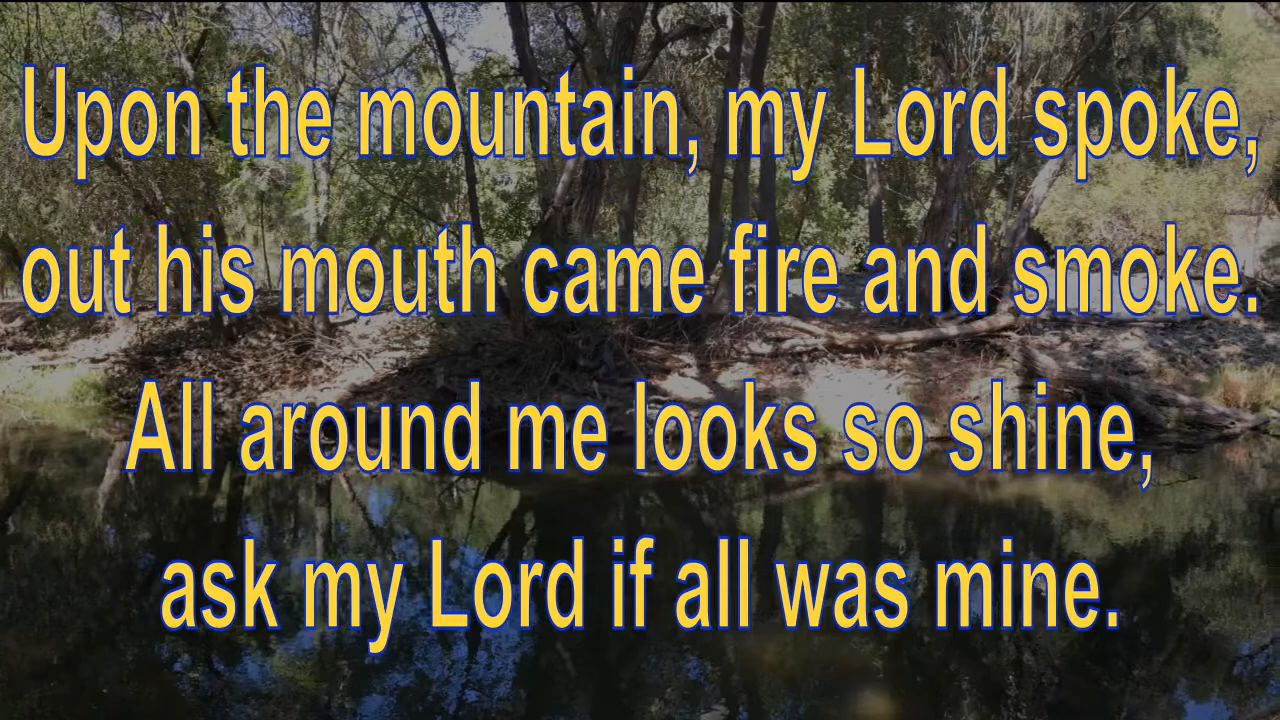 Upon the mountain, my Lord spoke,
out his mouth came fire and smoke.
All around me looks so shine,
ask my Lord if all was mine.